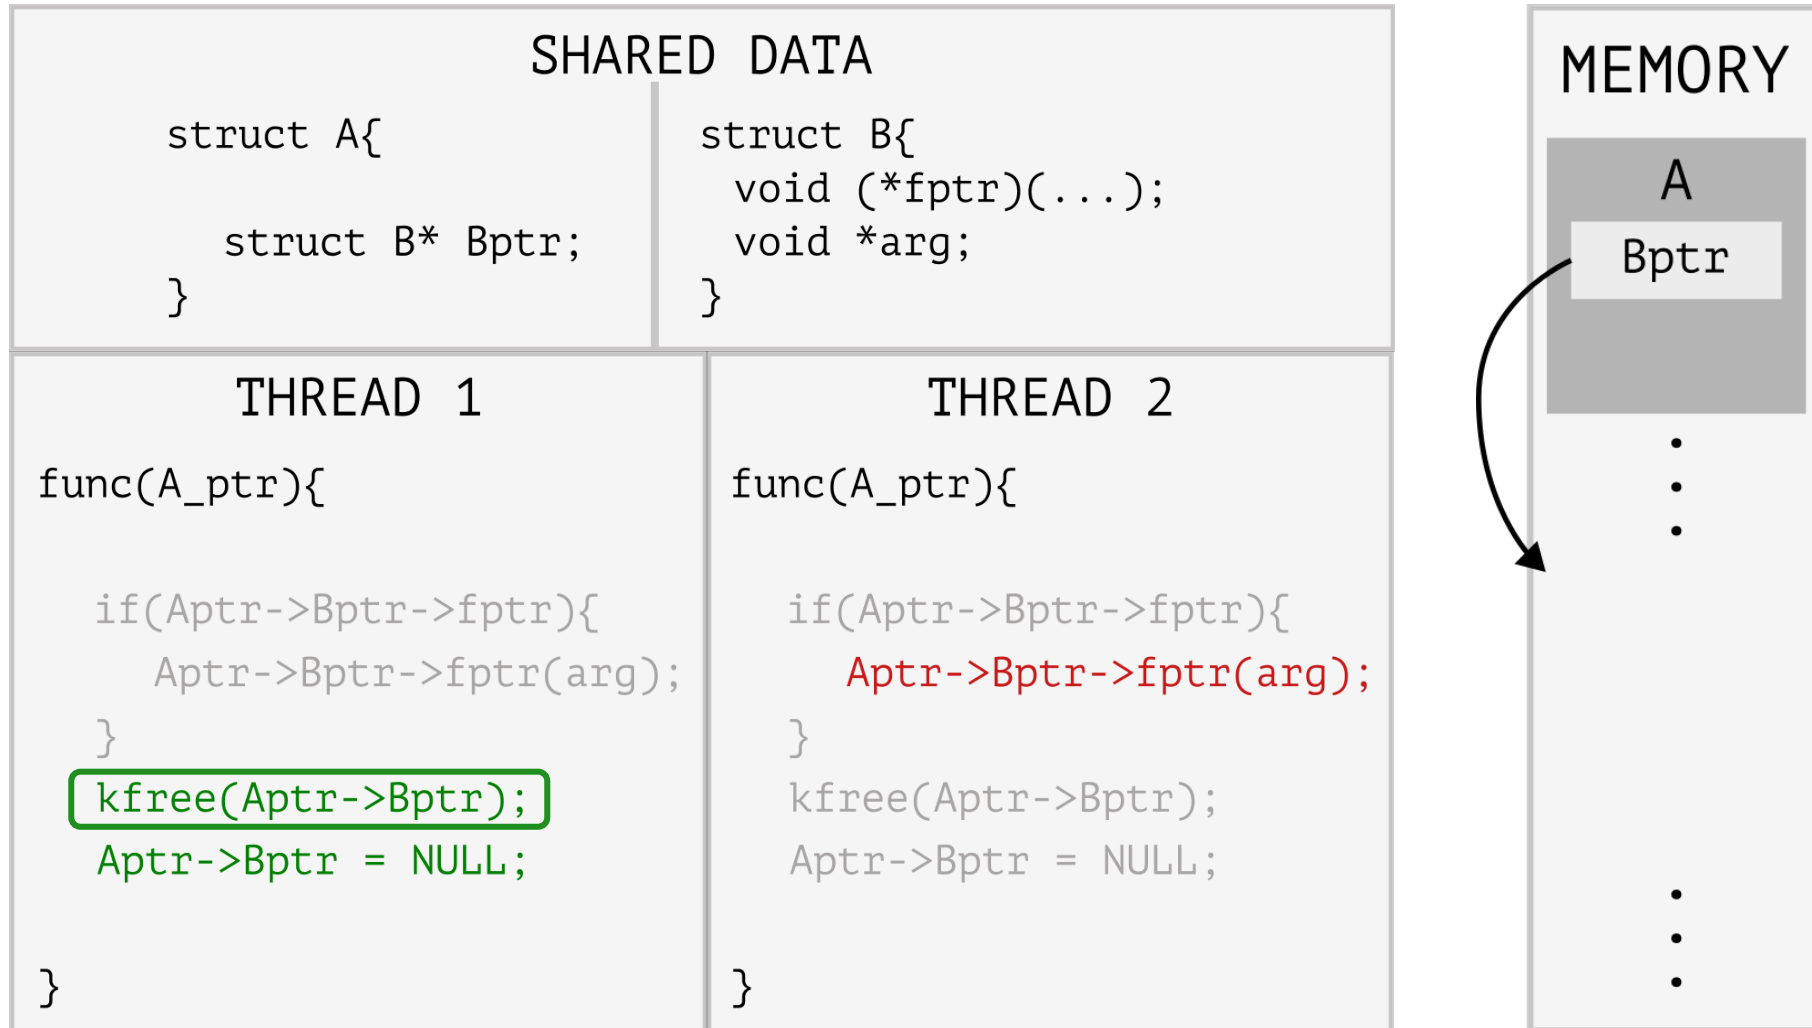 SHARED DATA
struct A{
struct B* Bptr;
}
struct B{
void (*fptr)(...);
void *arg;
}
THREAD 1
func(A_ptr){
if(Aptr->Bptr->fptr){
Aptr->Bptr->fptr(arg);
}
kfree(Aptr->Bptr);
Aptr->Bptr = NULL;
}
THREAD 2
func(A_ptr){
if(Aptr->Bptr->fptr){
Aptr->Bptr->fptr(arg);
}
kfree(Aptr->Bptr);
Aptr->Bptr = NULL;
}
MEMORY
A
Bptr